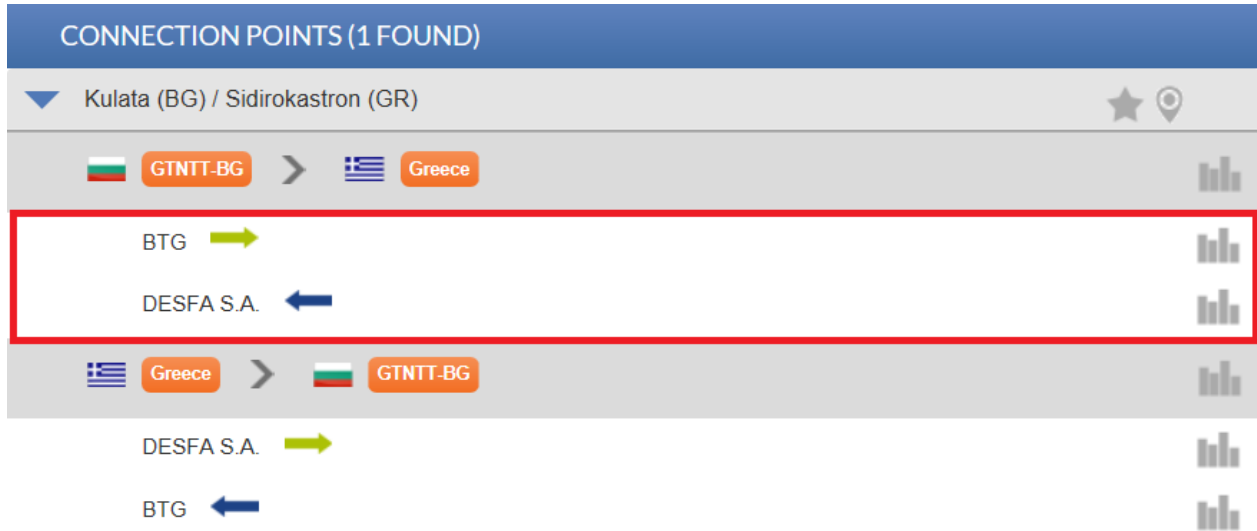 CONNECTION POINTS (1 FOUND)
Kulata (BG) / Sidirokastron (GR)
GTNTT-BG Greece
BTG
DESFA S.A.
Greece GTNTT-BG
DESFA S.A.
BTG